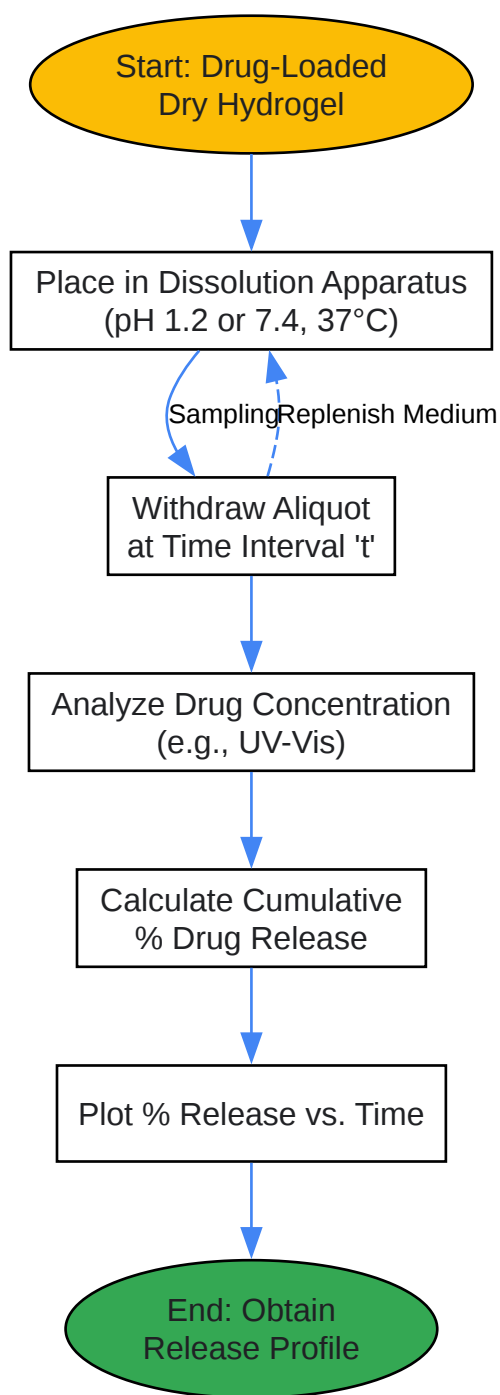 Start: Drug-Loaded
Dry Hydrogel
Place in Dissolution Apparatus
(pH 1.2 or 7.4, 37°C)
Sampling
Replenish Medium
Withdraw Aliquot
at Time Interval 't'
Analyze Drug Concentration
(e.g., UV-Vis)
Calculate Cumulative
% Drug Release
Plot % Release vs. Time
End: Obtain
Release Profile